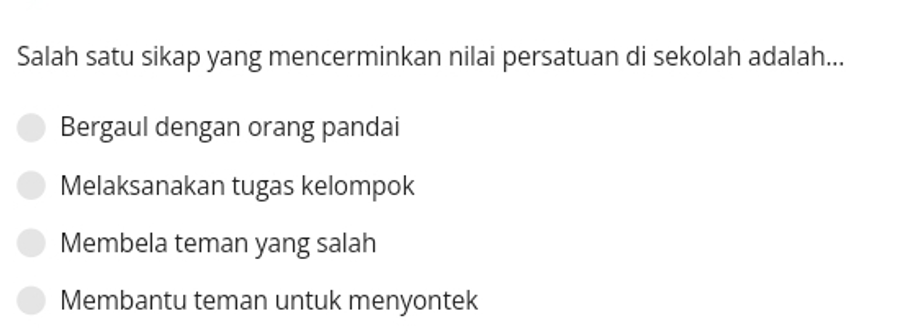 Salah satu sikap yang mencerminkan nilai persatuan di sekolah adalah...
Bergaul dengan orang pandai
Melaksanakan tugas kelompok
Membela teman yang salah
Membantu teman untuk menyontek